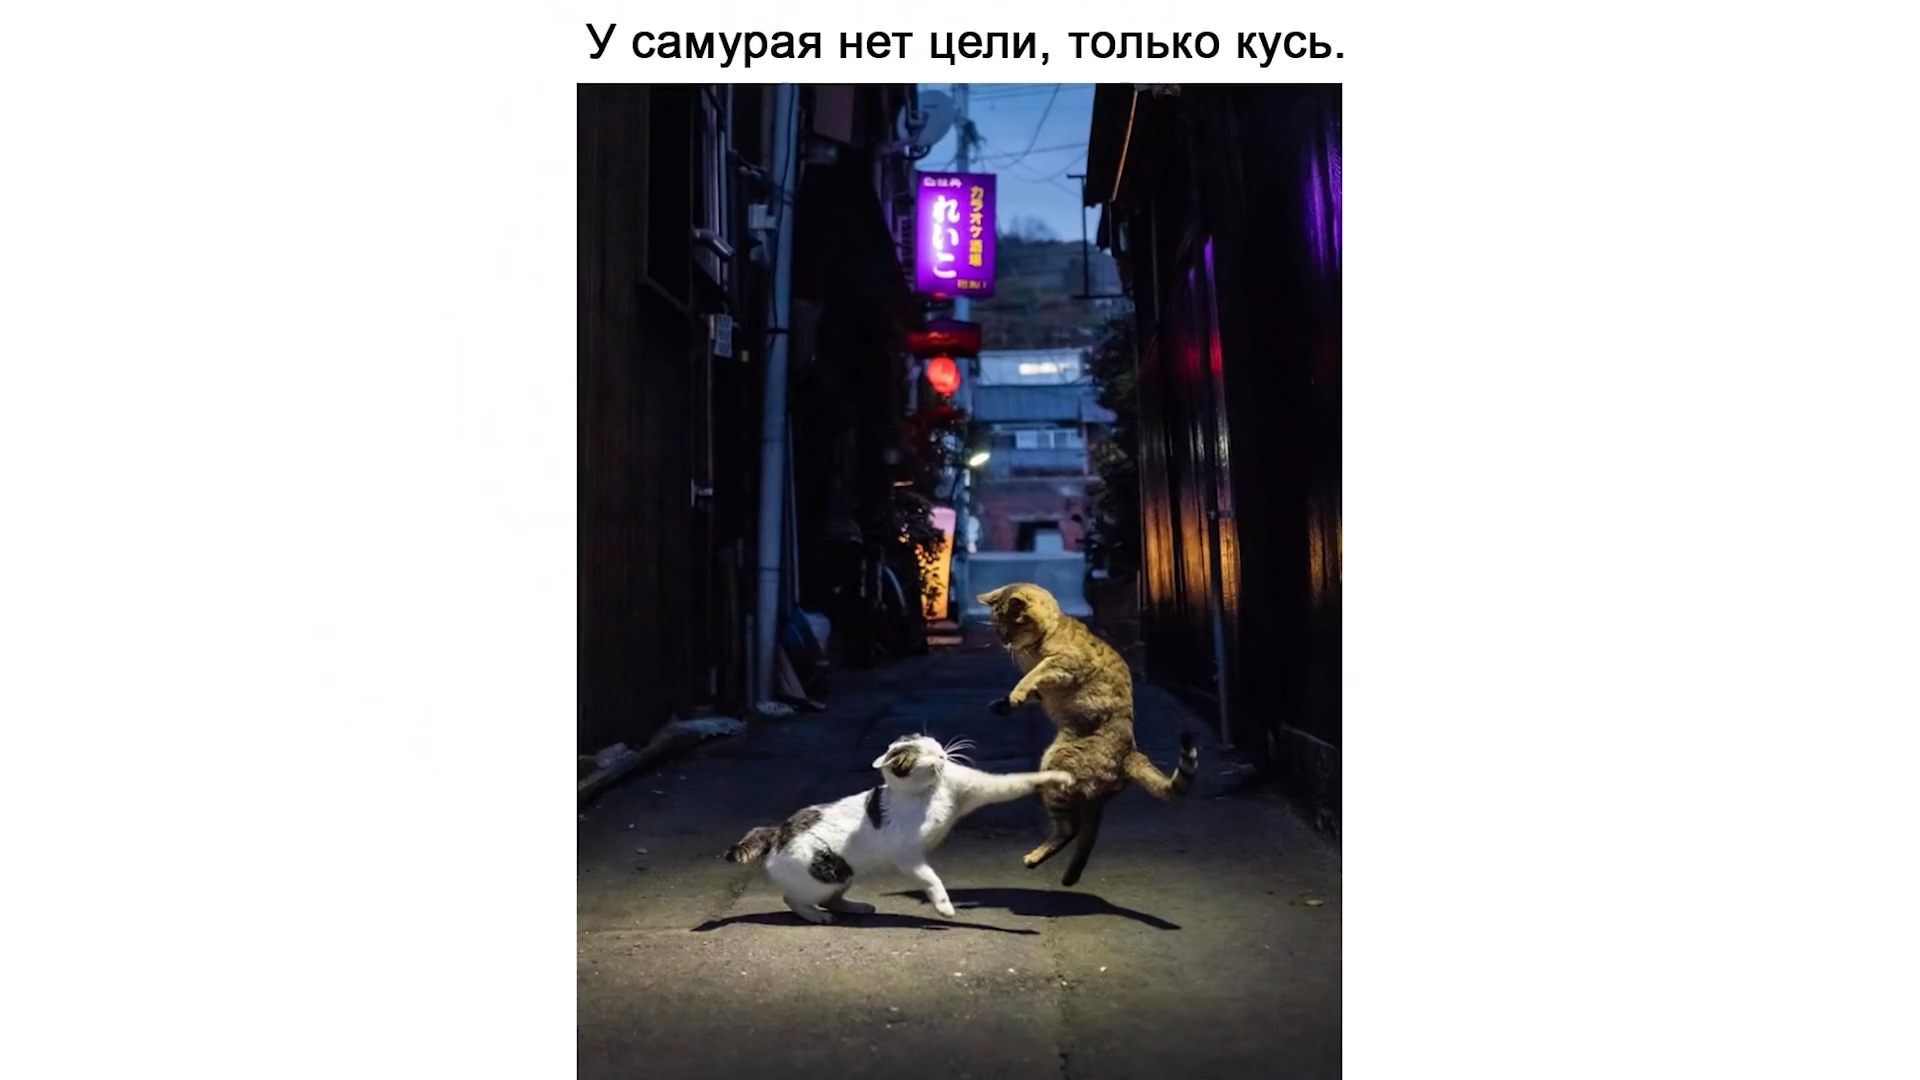 У самурая нет цели, только кусь.
カラオケ酒場
れいこ